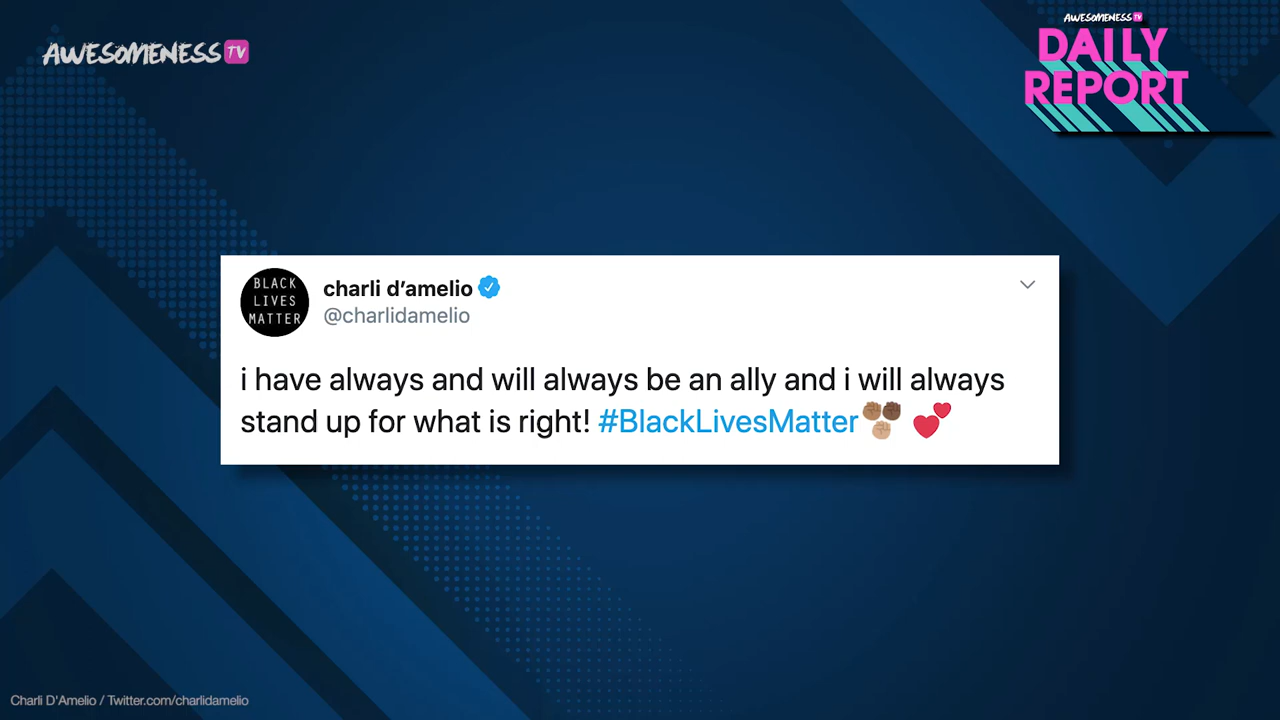 AWESOMENESS TV
AWESOMENESS TV
DAILY
REPORT
BLACK
LIVES
MATTER
charli d’amelio
@charlidamelio
i have always and will always be an ally and i will always
stand up for what is right! #BlackLivesMatter✊🏽✊🏾✊🏼 💕
Charli D'Amelio / Twitter.com/charlidamelio